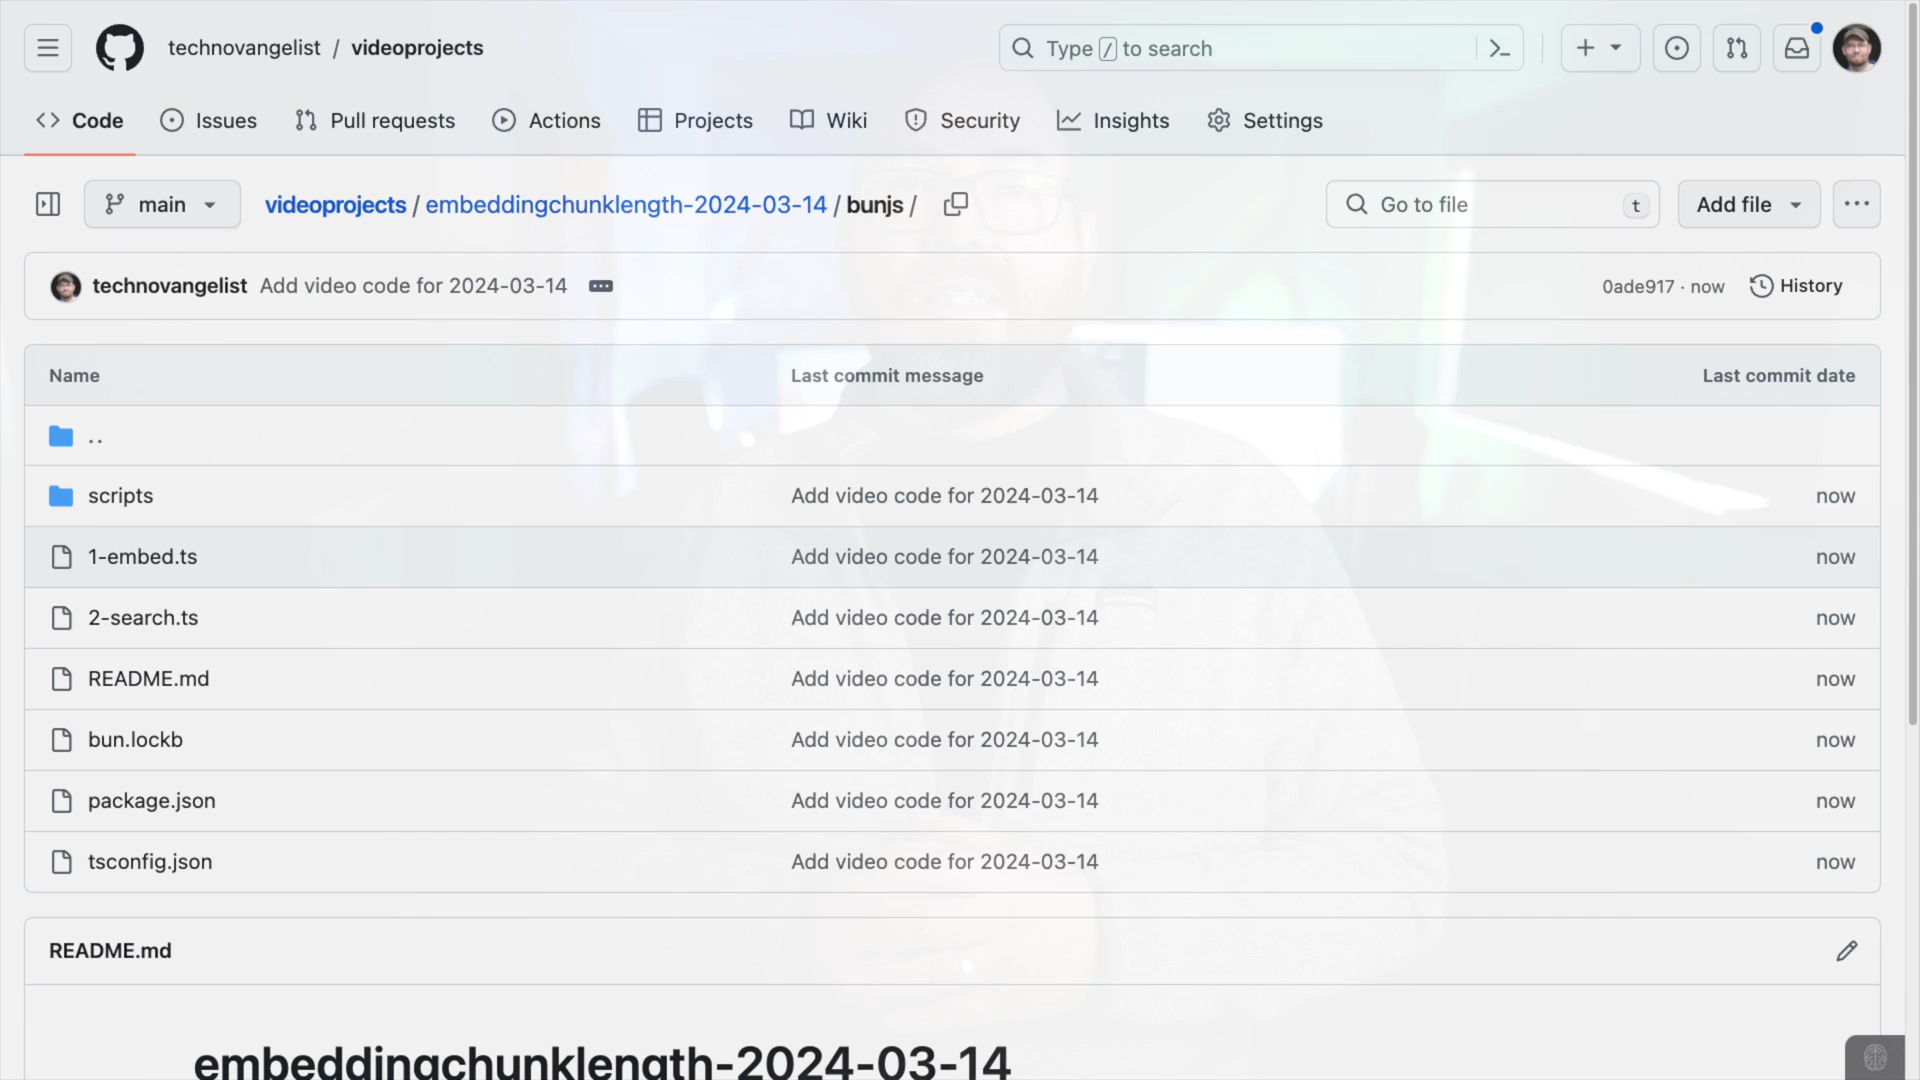 technovangelist / videoprojects
Type / to search
Code Issues Pull requests Actions Projects Wiki Security Insights Settings
main videoprojects / embeddingchunklength-2024-03-14 / bunjs / Go to file t Add file
technovangelist Add video code for 2024-03-14 0ade917 · now History
Name Last commit message Last commit date
..
scripts Add video code for 2024-03-14 now
1-embed.ts Add video code for 2024-03-14 now
2-search.ts Add video code for 2024-03-14 now
README.md Add video code for 2024-03-14 now
bun.lockb Add video code for 2024-03-14 now
package.json Add video code for 2024-03-14 now
tsconfig.json Add video code for 2024-03-14 now
README.md
embeddingchunklength-2024-03-14